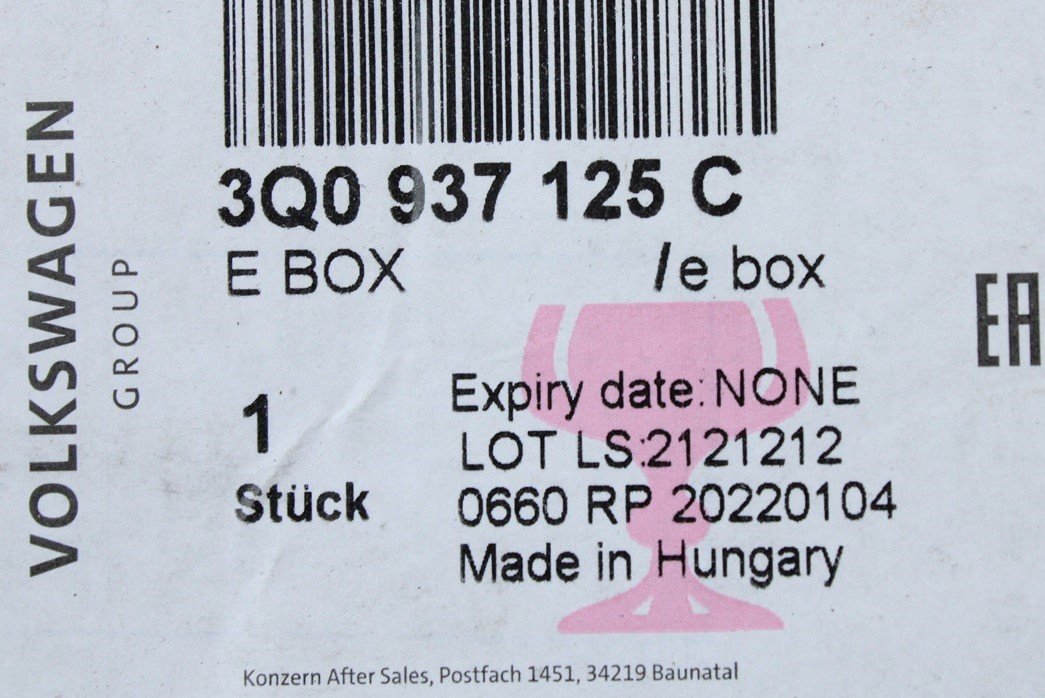 VOLKSWAGEN
GROUP
3Q0 937 125 C
E BOX /e box
1
Stück
Expiry date: NONE
LOT LS:2121212
0660 RP 20220104
Made in Hungary
Konzern After Sales, Postfach 1451, 34219 Baunatal